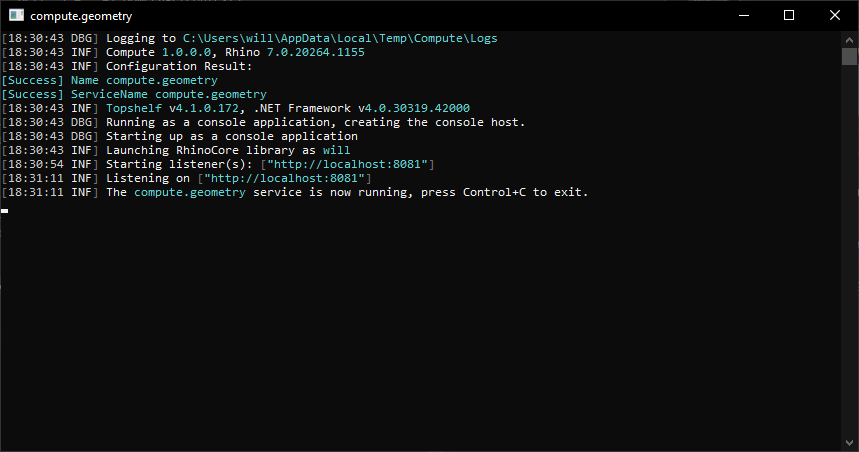 compute.geometry
[18:30:43 DBG] Logging to C:\Users\will\AppData\Local\Temp\Compute\Logs
[18:30:43 INF] Compute 1.0.0.0, Rhino 7.0.20264.1155
[18:30:43 INF] Configuration Result:
[Success] Name compute.geometry
[Success] ServiceName compute.geometry
[18:30:43 INF] Topshelf v4.1.0.172, .NET Framework v4.0.30319.42000
[18:30:43 DBG] Running as a console application, creating the console host.
[18:30:43 DBG] Starting up as a console application
[18:30:43 INF] Launching RhinoCore library as will
[18:30:54 INF] Starting listener(s): ["http://localhost:8081"]
[18:31:11 INF] Listening on ["http://localhost:8081"]
[18:31:11 INF] The compute.geometry service is now running, press Control+C to exit.